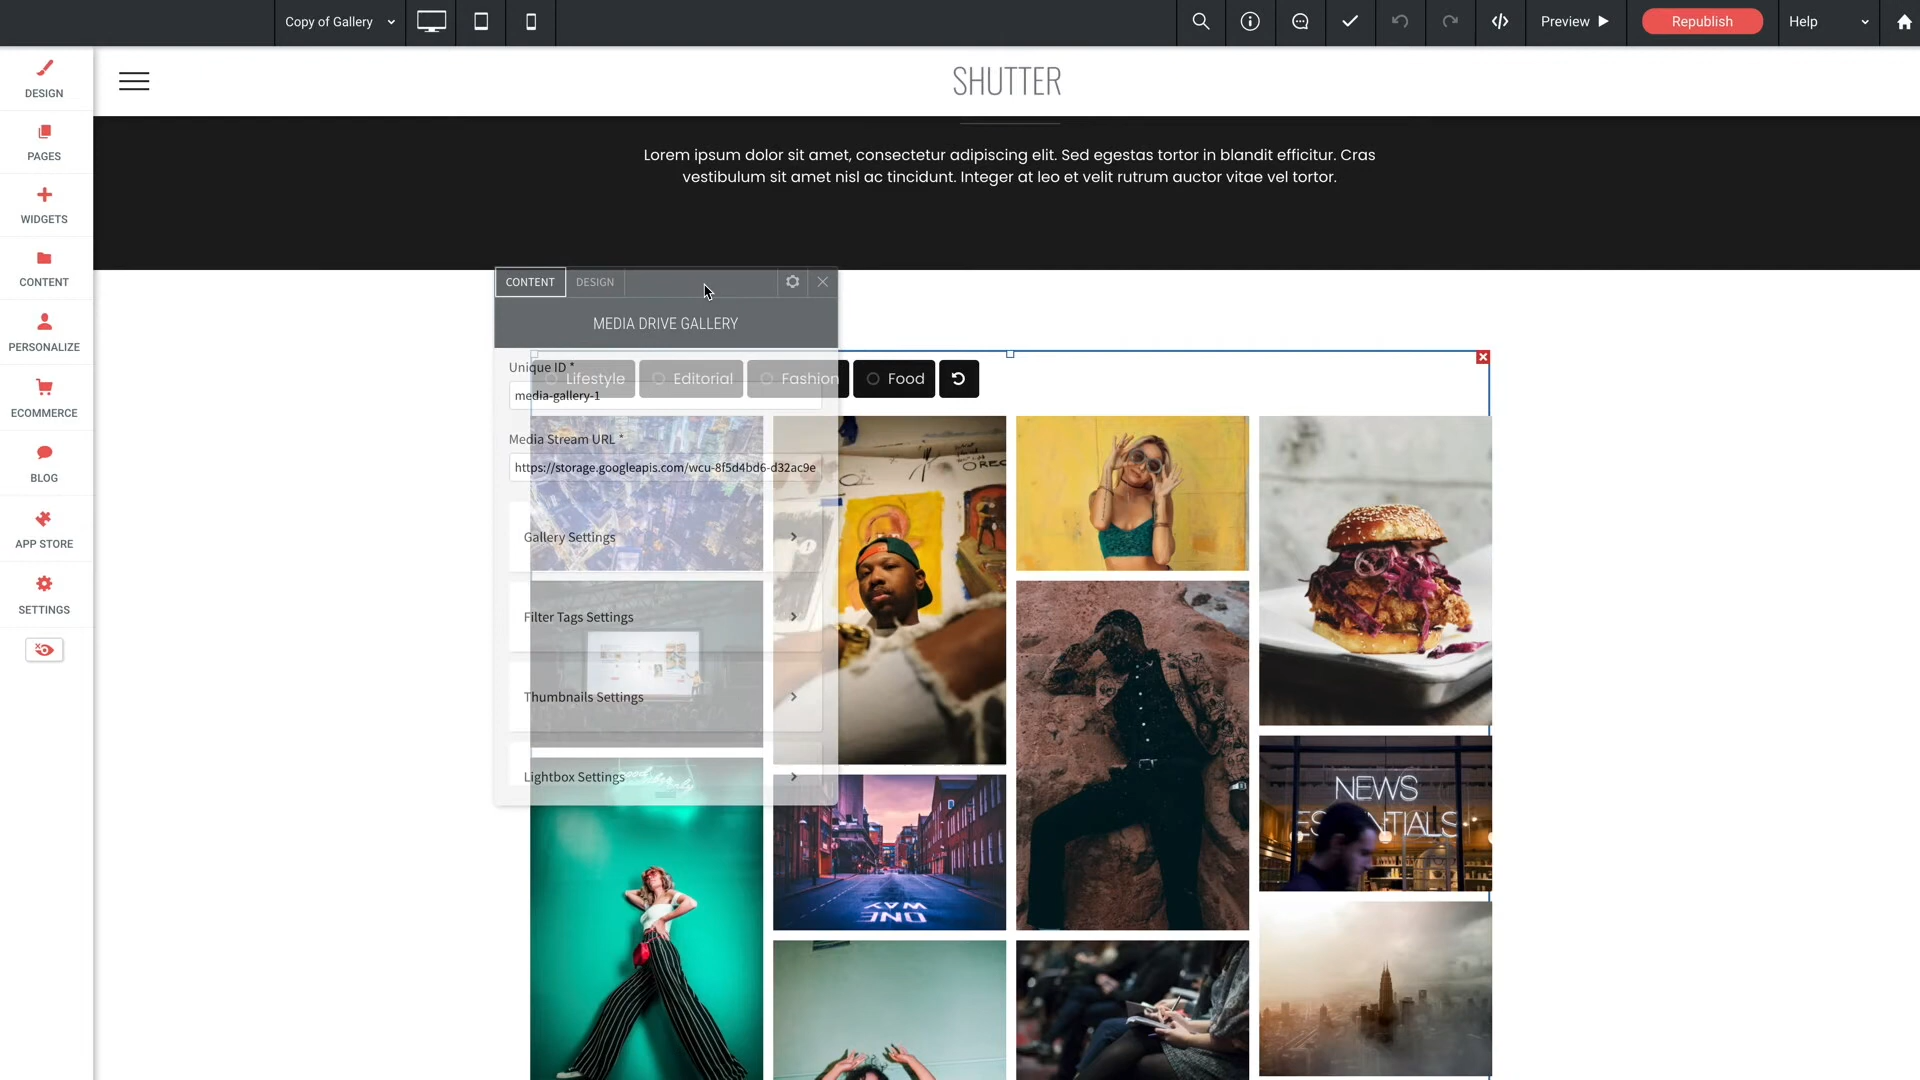 Copy of Gallery
Preview
Republish
Help
DESIGN
PAGES
WIDGETS
CONTENT
PERSONALIZE
ECOMMERCE
BLOG
APP STORE
SETTINGS
SHUTTER
Lorem ipsum dolor sit amet, consectetur adipiscing elit. Sed egestas tortor in blandit efficitur. Cras
vestibulum sit amet nisl ac tincidunt. Integer at leo et velit rutrum auctor vitae vel tortor.
CONTENT DESIGN
MEDIA DRIVE GALLERY
Unique ID *
Lifestyle Editorial Fashion Food
media-gallery-1
Media Stream URL *
https://storage.googleapis.com/wcu-8f5d4bd6-d32ac9e
Gallery Settings
Filter Tags Settings
Thumbnails Settings
Lightbox Settings
good
vibes
only
NEWS
ESSENTIALS
ONE
WAY